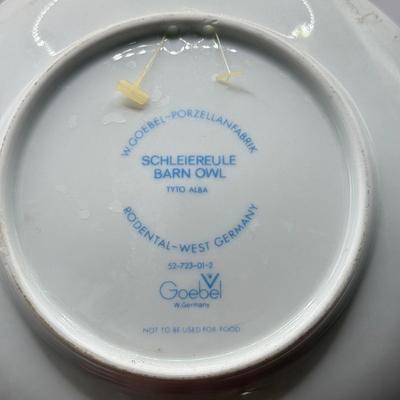 W.GOEBEL-PORZELLANFABRIK
SCHLEIEREULE
BARN OWL
TYTO ALBA
RODENTAL-WEST GERMANY
52-723-01-2
Goebel
W.Germany
NOT TO BE USED FOR FOOD